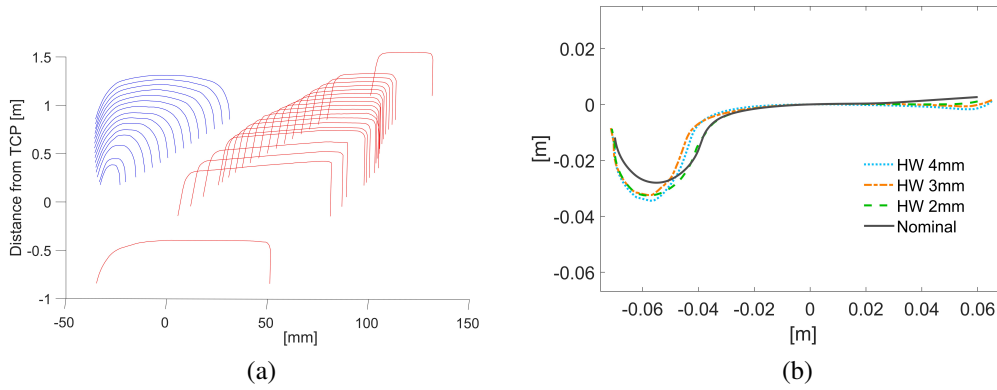 1.5
1
0.5
0
-0.5
-1
Distance from TCP [m]
-50
0
50
100
150
[mm]
(a)
0.02
0
-0.02
-0.04
-0.06
[m]
HW 4mm
HW 3mm
HW 2mm
Nominal
-0.06
-0.04
-0.02
0
0.02
0.04
0.06
[m]
(b)